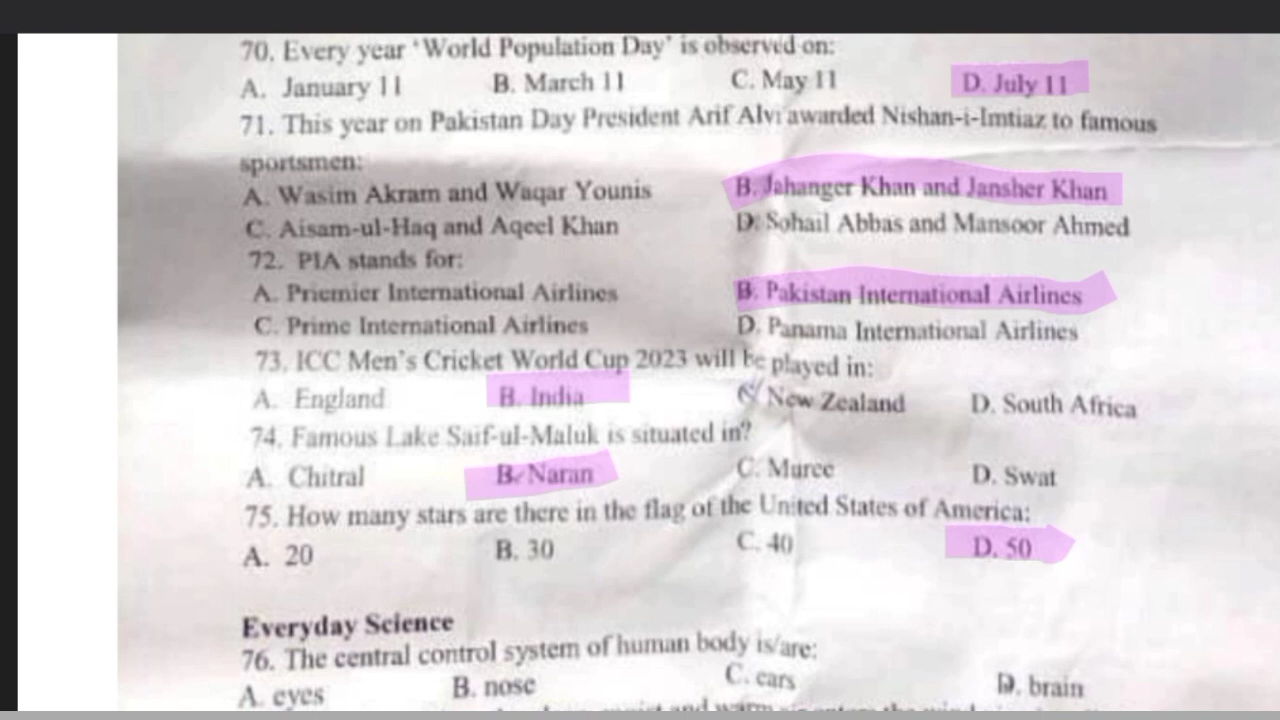 70. Every year 'World Population Day' is observed on:
A. January 11 B. March 11 C. May 11 D. July 11
71. This year on Pakistan Day President Arif Alvi awarded Nishan-i-Imtiaz to famous
sportsmen:
A. Wasim Akram and Waqar Younis B. Jahanger Khan and Jansher Khan
C. Aisam-ul-Haq and Aqeel Khan D. Sohail Abbas and Mansoor Ahmed
72. PIA stands for:
A. Priemier International Airlines B. Pakistan International Airlines
C. Prime International Airlines D. Panama International Airlines
73. ICC Men's Cricket World Cup 2023 will be played in:
A. England B. India New Zealand D. South Africa
74. Famous Lake Saif-ul-Maluk is situated in?
A. Chitral B. Naran C. Muree D. Swat
75. How many stars are there in the flag of the United States of America:
A. 20 B. 30 C. 40 D. 50
Everyday Science
76. The central control system of human body is/are:
A. eyes B. nose C. ears D. brain
and warm